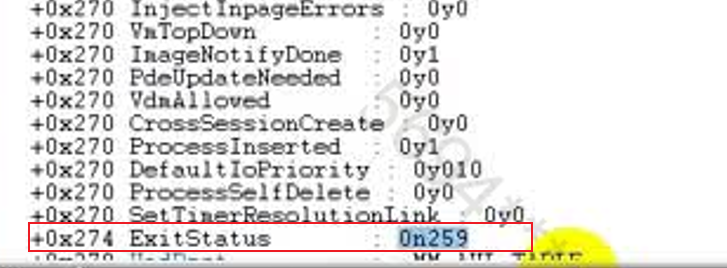 +0x270 InjectInpageErrors : 0y0
+0x270 VmTopDown : 0y0
+0x270 ImageNotifyDone : 0y1
+0x270 PdeUpdateNeeded : 0y0
+0x270 VdmAllowed : 0y0
+0x270 CrossSessionCreate : 0y0
+0x270 ProcessInserted : 0y1
+0x270 DefaultIoPriority : 0y010
+0x270 ProcessSelfDelete : 0y0
+0x270 SetTimerResolutionLink 0y0
+0x274 ExitStatus : 0n259